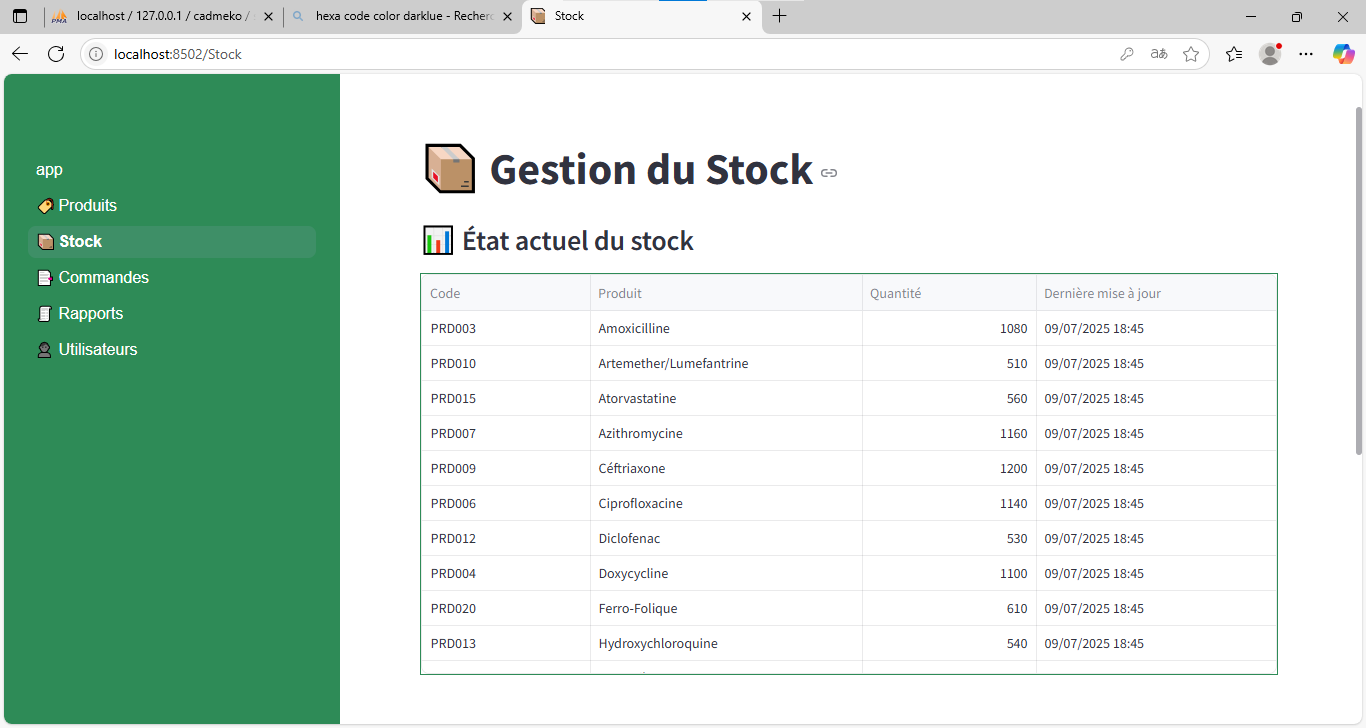 localhost / 127.0.0.1 / cadmeko /
hexa code color darklue - Recher
Stock
localhost:8502/Stock
app
Produits
Stock
Commandes
Rapports
Utilisateurs
Gestion du Stock
État actuel du stock
Code Produit Quantité Dernière mise à jour
PRD003 Amoxicilline 1080 09/07/2025 18:45
PRD010 Artemether/Lumefantrine 510 09/07/2025 18:45
PRD015 Atorvastatine 560 09/07/2025 18:45
PRD007 Azithromycine 1160 09/07/2025 18:45
PRD009 Céftriaxone 1200 09/07/2025 18:45
PRD006 Ciprofloxacine 1140 09/07/2025 18:45
PRD012 Diclofenac 530 09/07/2025 18:45
PRD004 Doxycycline 1100 09/07/2025 18:45
PRD020 Ferro-Folique 610 09/07/2025 18:45
PRD013 Hydroxychloroquine 540 09/07/2025 18:45